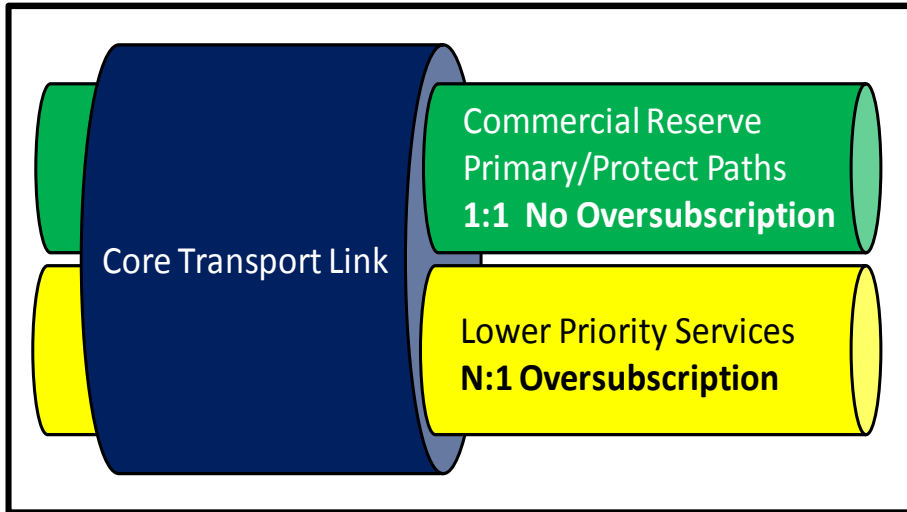 Commercial Reserve
Primary/Protect Paths
1:1 No Oversubscription
Core Transport Link
Lower Priority Services
N:1 Oversubscription